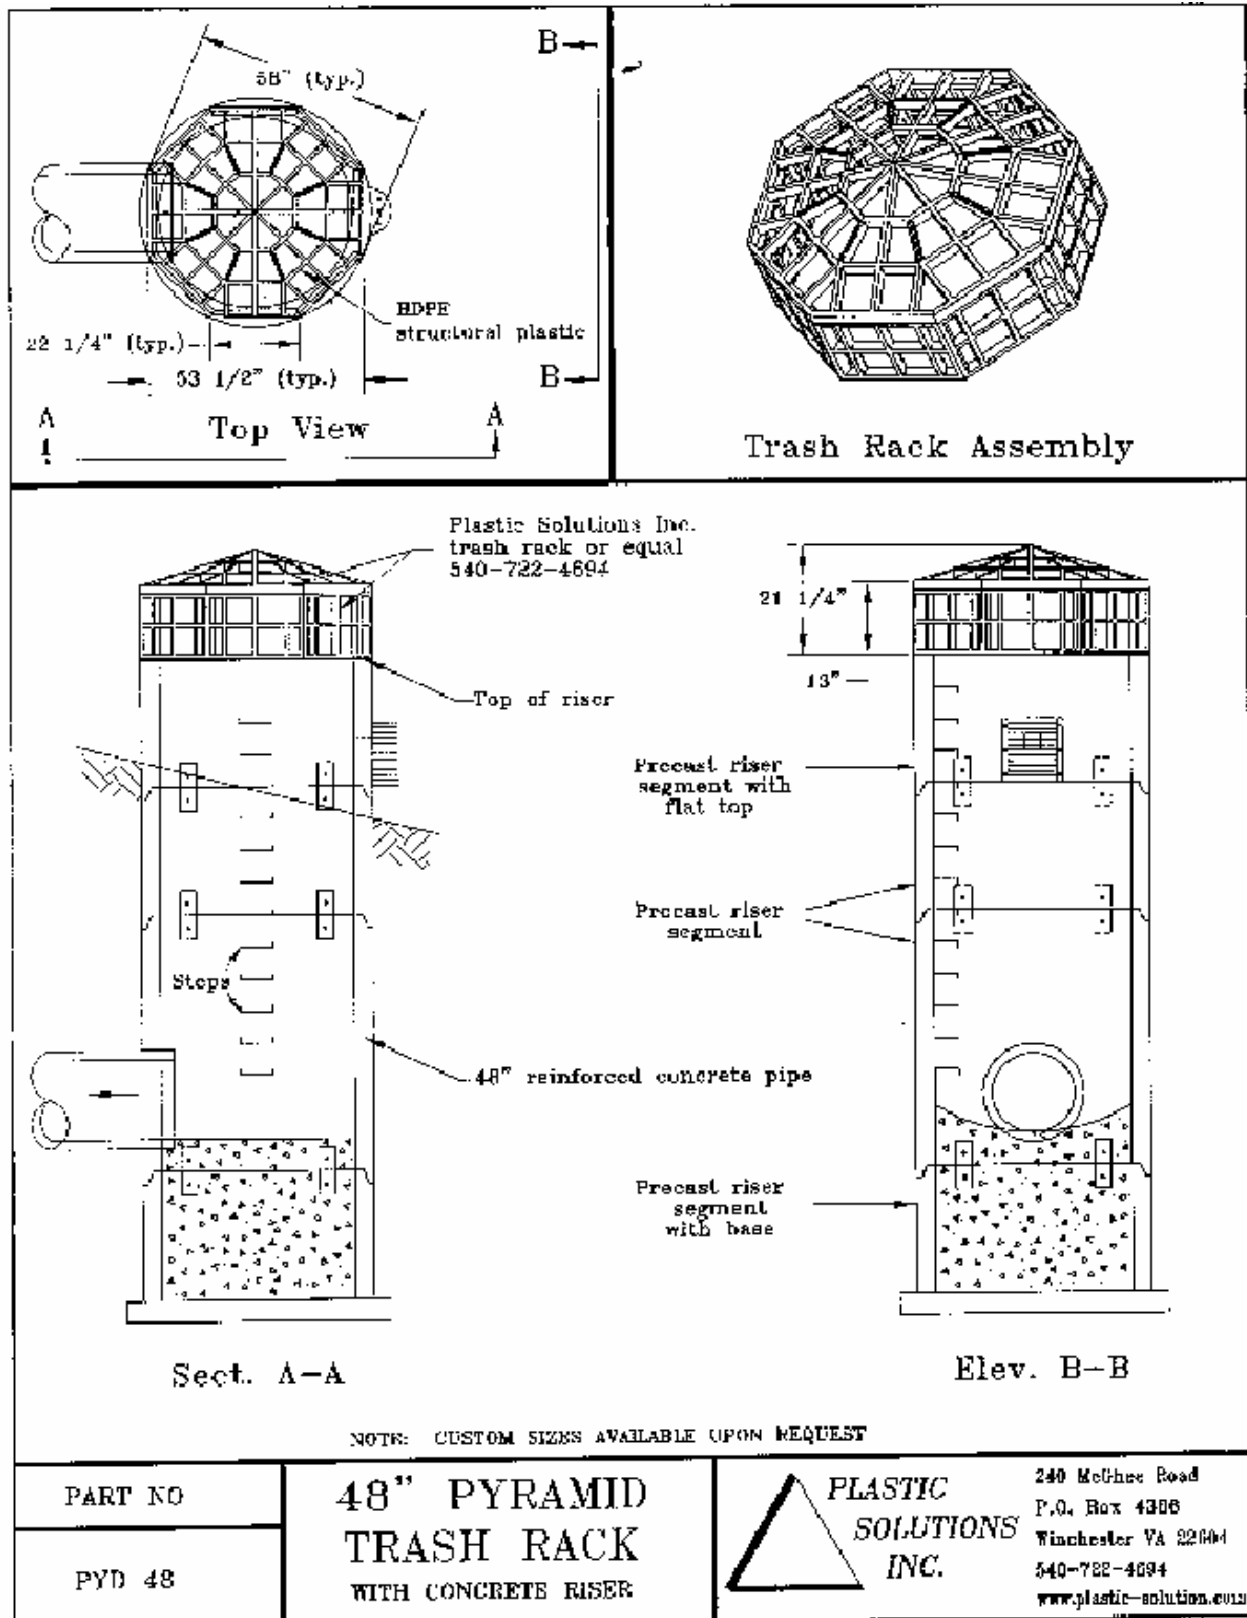 B
58" (typ.)
HDPE
structural plastic
22 1/4" (typ.)
53 1/2" (typ.)
B
A
A
Top View
Trash Rack Assembly
Plastic Solutions Inc.
trash rack or equal
540-722-4694
Top of riser
Steps
48" reinforced concrete pipe
Sect. A-A
21 1/4"
13"
Precast riser
segment with
flat top
Precast riser
segment
Precast riser
segment
with base
Elev. B-B
NOTE: CUSTOM SIZES AVAILABLE UPON REQUEST
PART NO
PYD 48
48" PYRAMID
TRASH RACK
WITH CONCRETE RISER
PLASTIC
SOLUTIONS
INC.
240 McGhee Road
P.O. Box
Winchester VA 22604
540-722-4694
www.plastic-solution.com